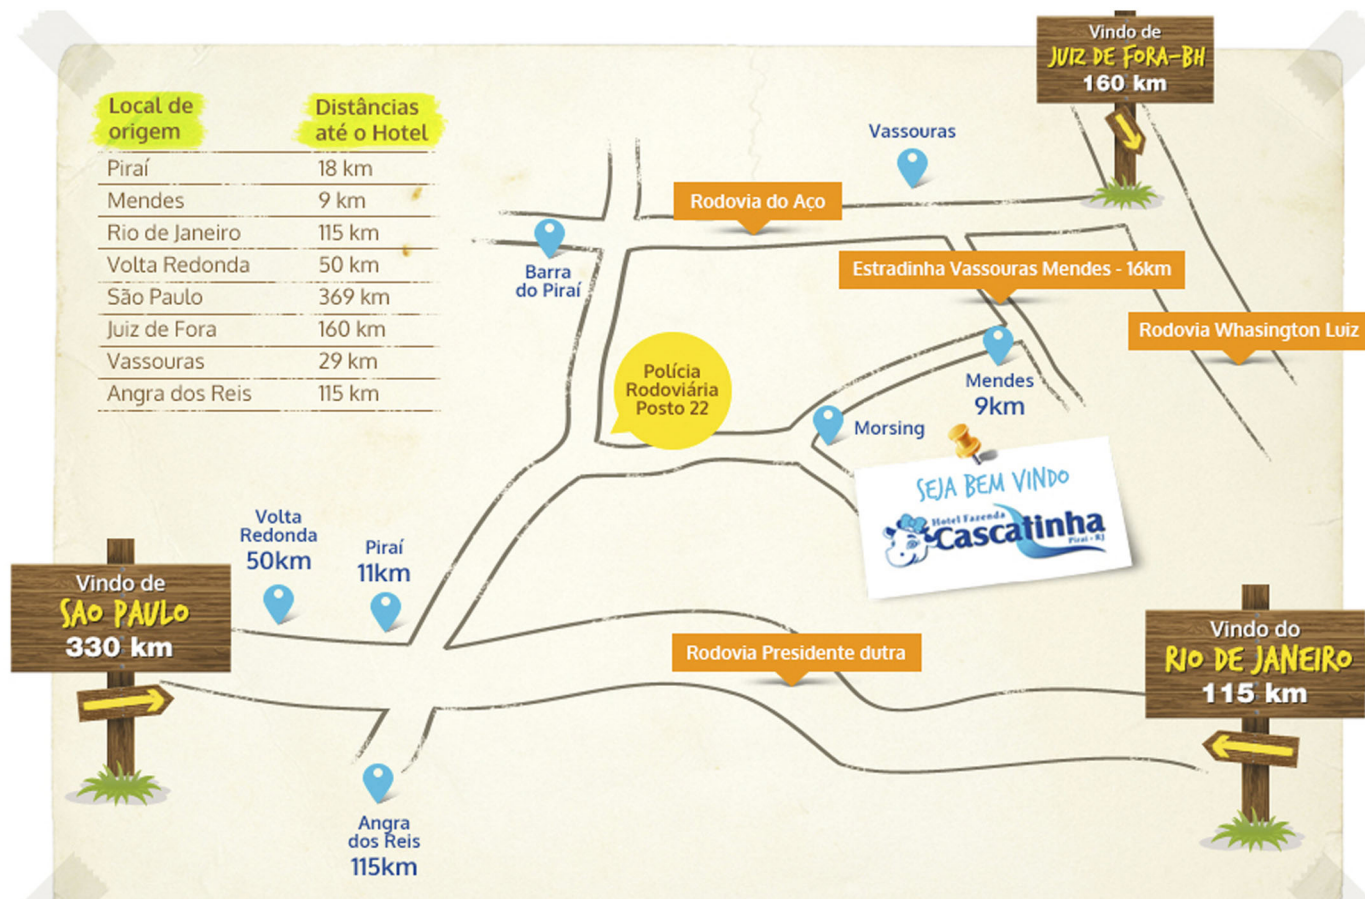 Vindo de
JUIZ DE FORA-BH
160 km
Local de
origem
Distâncias
até o Hotel
Piraí 18 km
Mendes 9 km
Rio de Janeiro 115 km
Volta Redonda 50 km
São Paulo 369 km
Juiz de Fora 160 km
Vassouras 29 km
Angra dos Reis 115 km
Vassouras
Rodovia do Aço
Barra
do Piraí
Estradinha Vassouras Mendes - 16km
Rodovia Whasington Luiz
Polícia
Rodoviária
Posto 22
Mendes
9km
Morsing
SEJA BEM VINDO
Hotel Fazenda
Cascatinha
Piraí - RJ
Volta
Redonda
50km
Piraí
11km
Vindo de
SAO PAULO
330 km
Rodovia Presidente dutra
Vindo do
RIO DE JANEIRO
115 km
Angra
dos Reis
115km